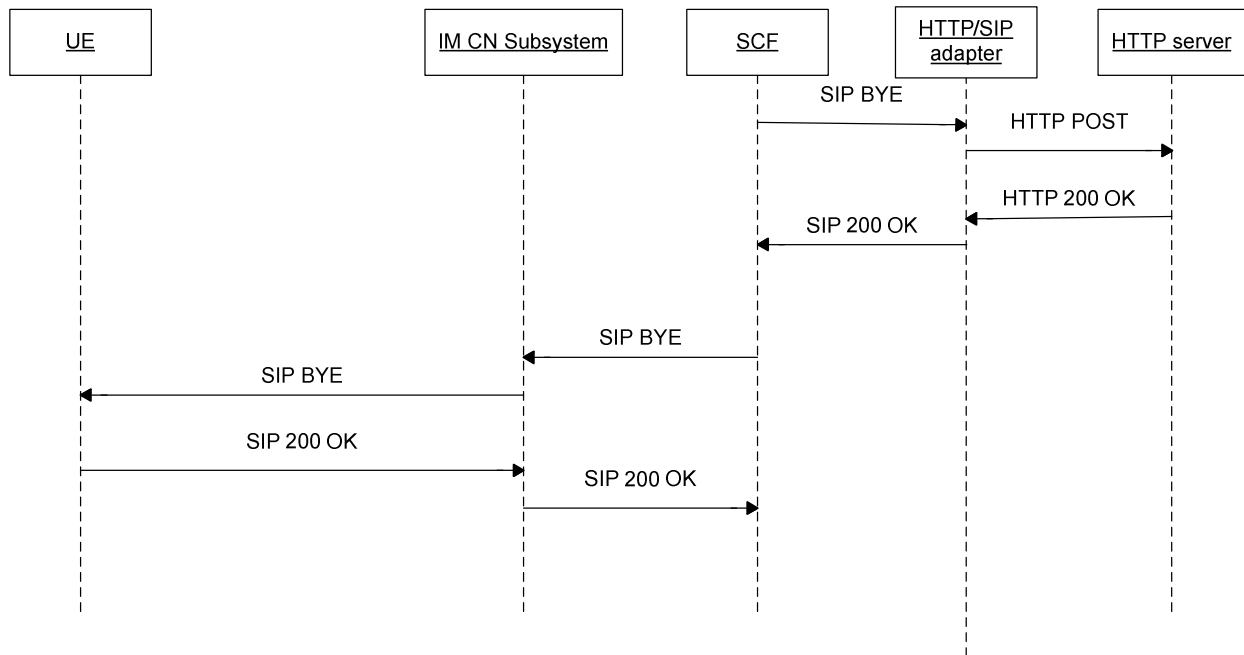 UE
IM CN Subsystem
SCF
HTTP/SIP
adapter
HTTP server
SIP BYE
HTTP POST
HTTP 200 OK
SIP 200 OK
SIP BYE
SIP BYE
SIP 200 OK
SIP 200 OK